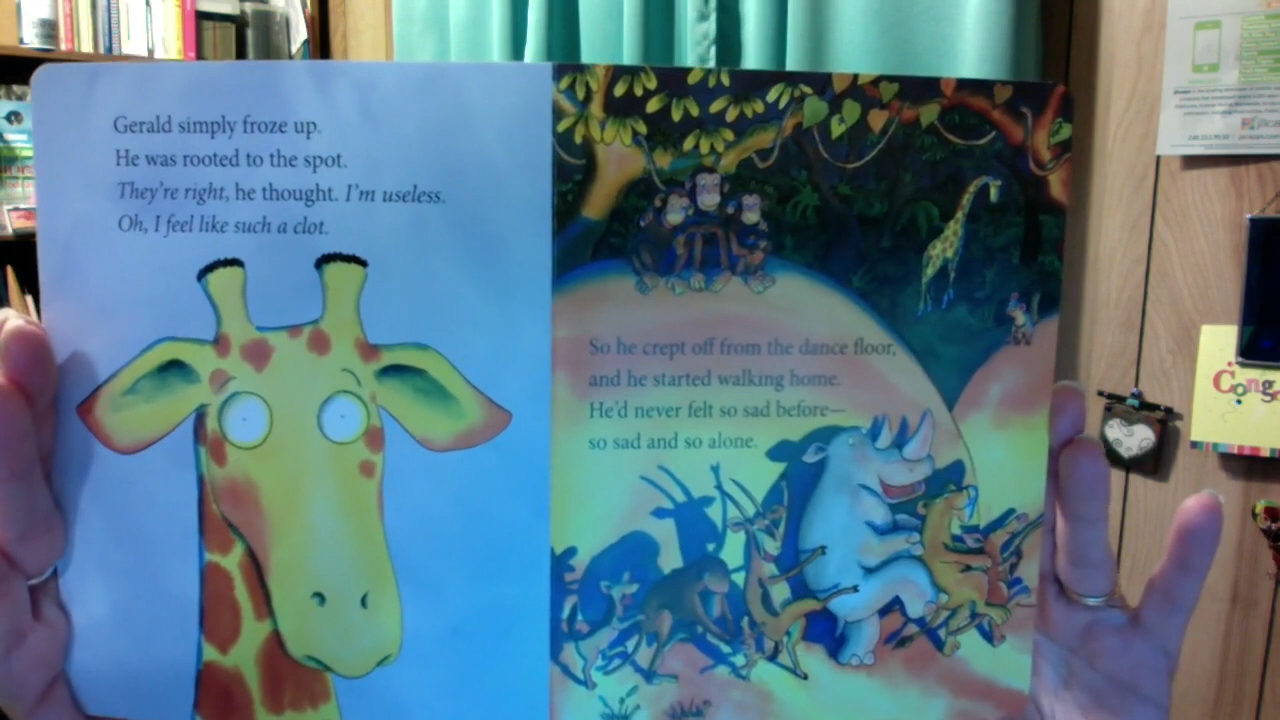 Gerald simply froze up.
He was rooted to the spot.
They're right, he thought. I'm useless.
Oh, I feel like such a clot.
So he crept off from the dance floor,
and he started walking home.
He'd never felt so sad before—
so sad and so alone.
Cong